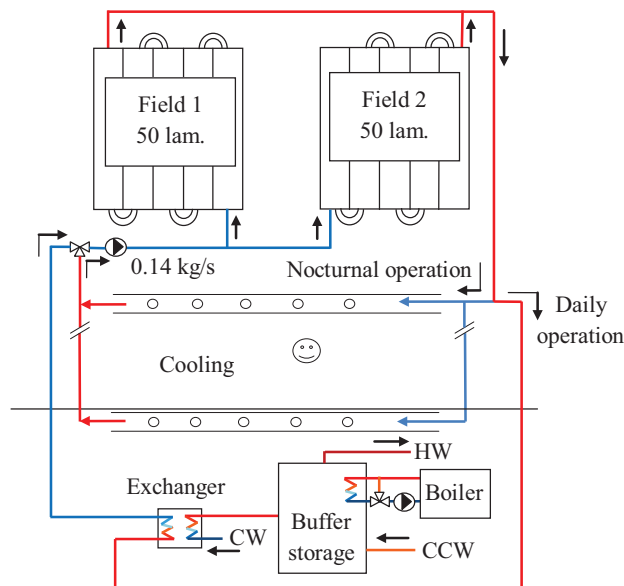 Field 1
50 lam.
Field 2
50 lam.
0.14 kg/s
Nocturnal operation
Daily
operation
Cooling
HW
Exchanger
Boiler
Buffer
storage
CW
CCW